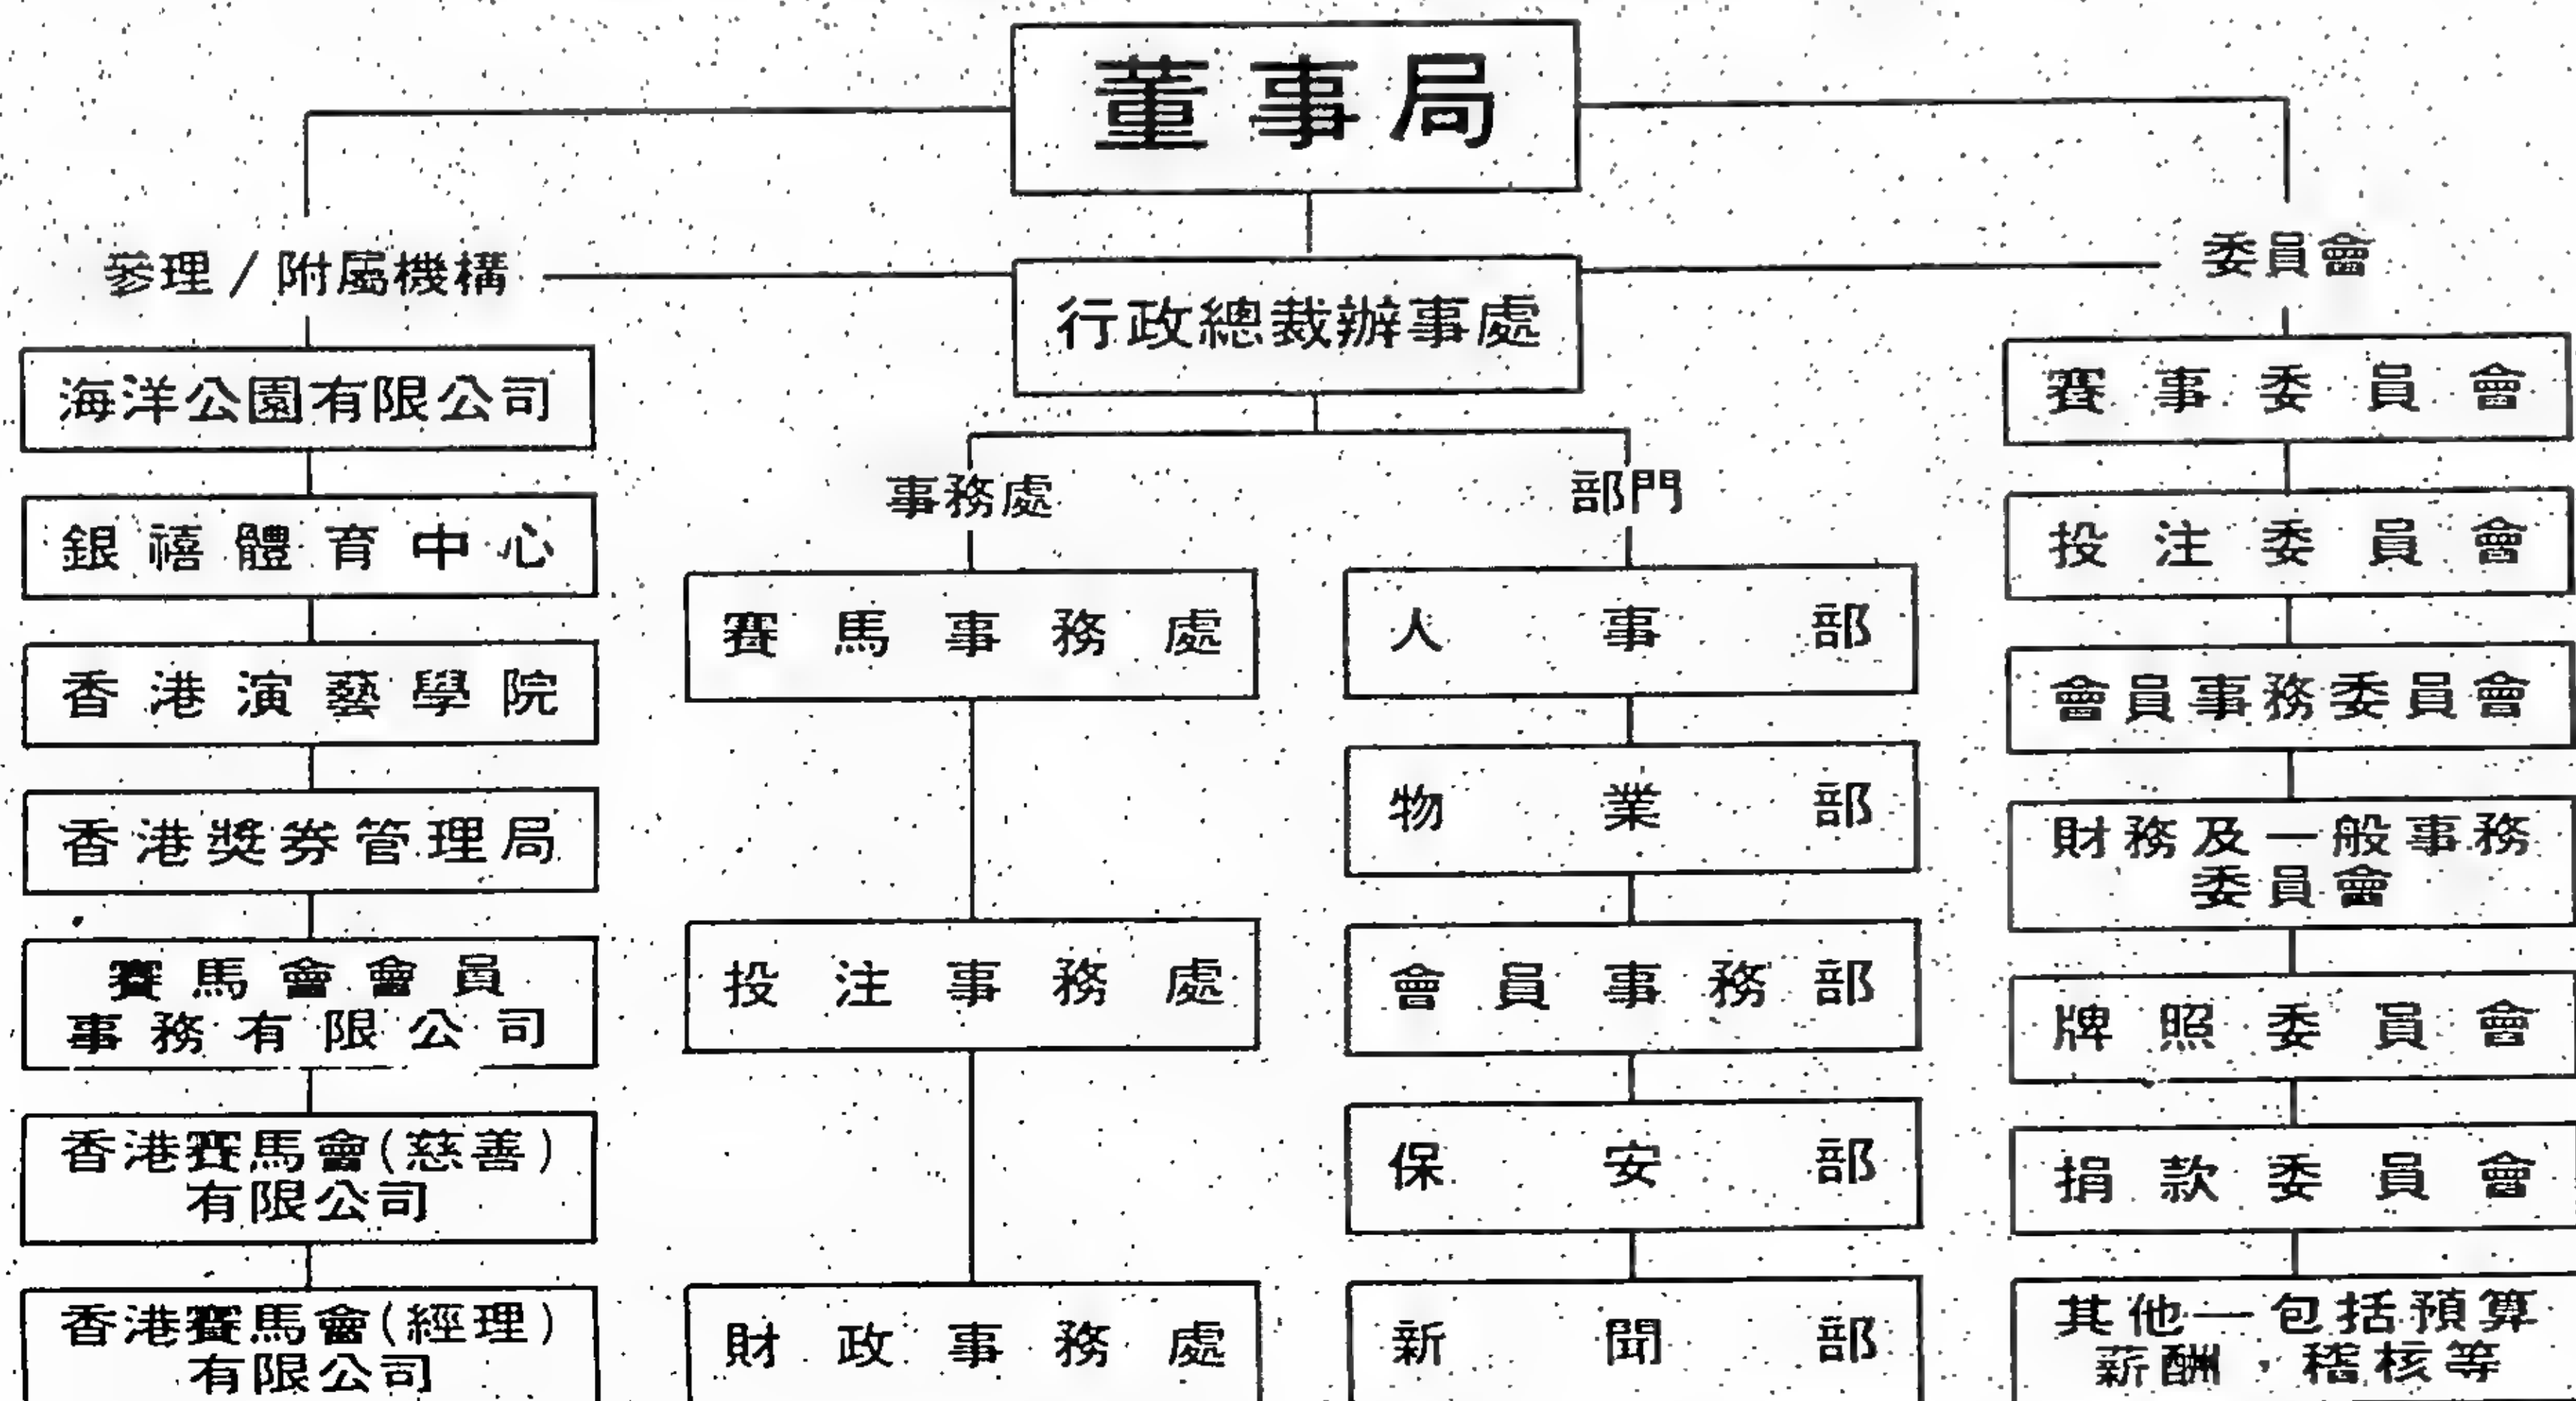 董事局
參理/附屬機構
行政總裁辦事處
委員會
海洋公園有限公司
銀禧體育中心
香港演藝學院
香港獎券管理局
賽馬會會員
事務有限公司
香港賽馬會(慈善)
有限公司
香港賽馬會(經理)
有限公司
事務處
賽馬事務處
投注事務處
財政事務處
部門
人事部
物業部
會員事務部
保安部
新聞部
賽事委員會
投注委員會
會員事務委員會
財務及一般事務
委員會
牌照委員會
捐款委員會
其他—包括預算
薪酬,稽核等